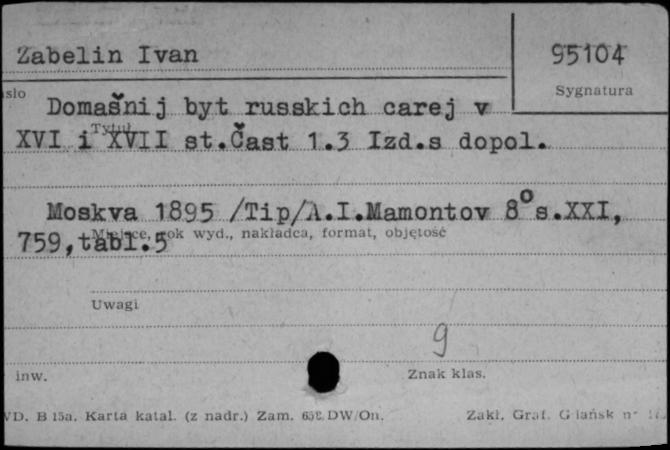 Zabelin Ivan
95104
Sygnatura
Domašnij byt russkich carej v
XVI i XVII st.Čast 1.3 Izd.s dopol.
Tytuł
Moskva 1895 /Tip/A.I.Mamontov 8° s.XXI,
759,tabl.5
Miejsce, rok wyd., nakładca, format, objętość
Uwagi
9
inw.
Znak klas.
B 15a. Karta katal. (z nadr.) Zam. DW/On.
Zakł. Graf. Gdańsk